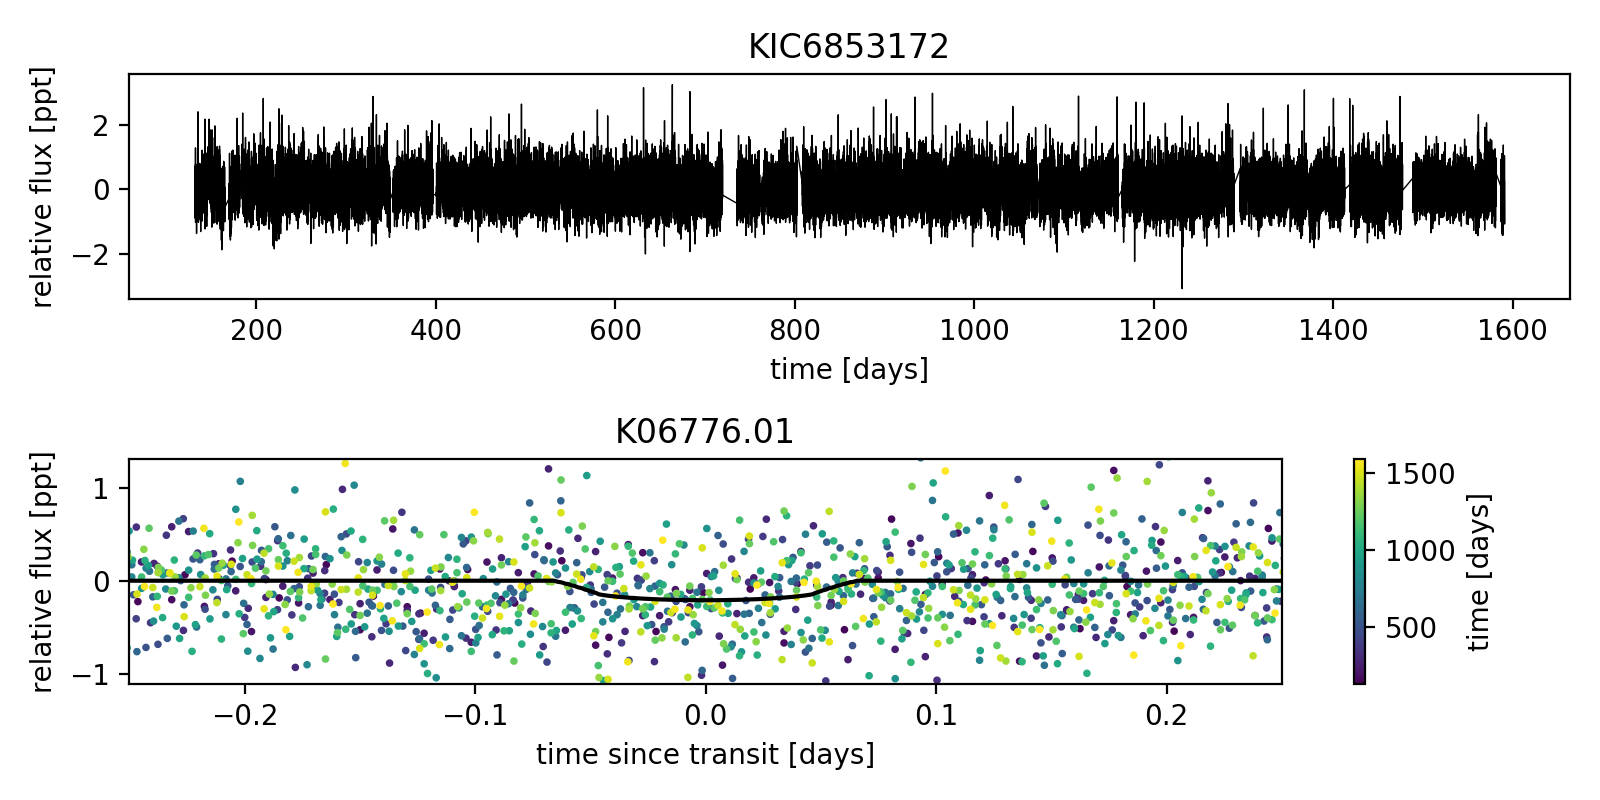 KIC6853172
relative flux [ppt]
2
0
−2
200 400 600 800 1000 1200 1400 1600
time [days]
K06776.01
relative flux [ppt]
1
0
−1
−0.2 −0.1 0.0 0.1 0.2
time since transit [days]
1500
1000
500
time [days]